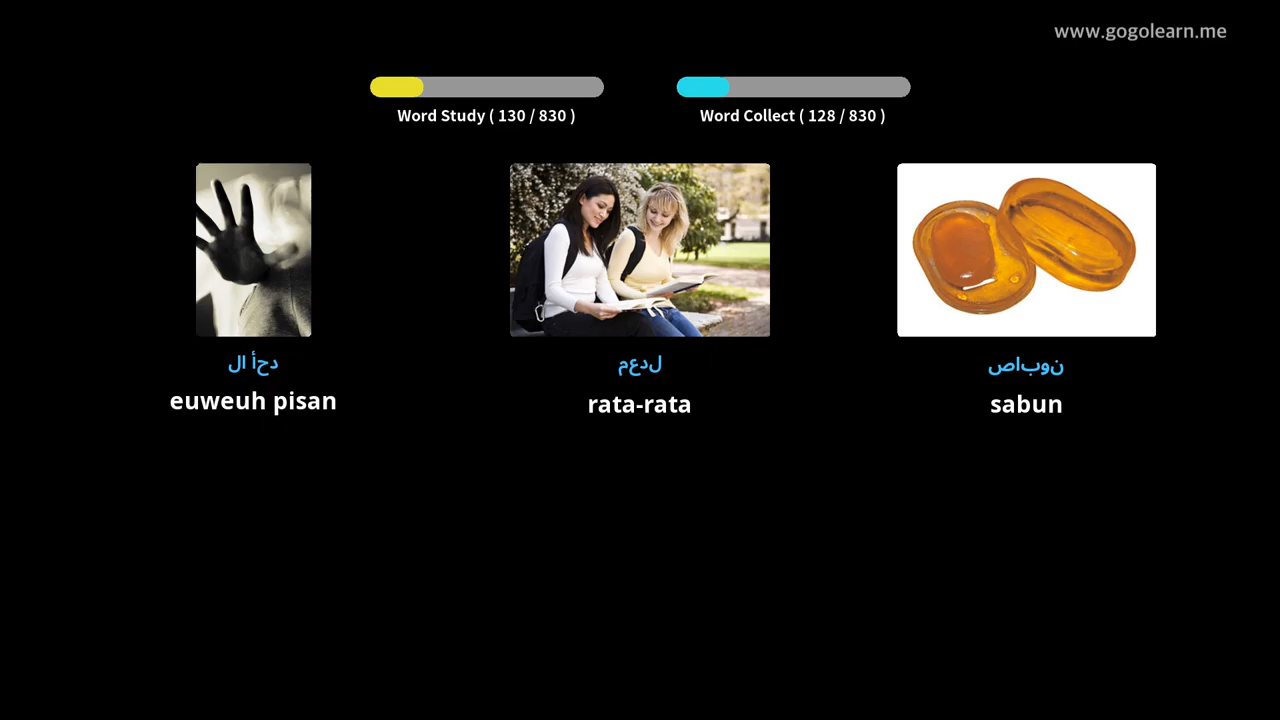 www.gogolearn.me
Word Study ( 130 / 830 )
Word Collect ( 128 / 830 )
دحأ ال
euweuh pisan
لدعم
rata-rata
نوباص
sabun